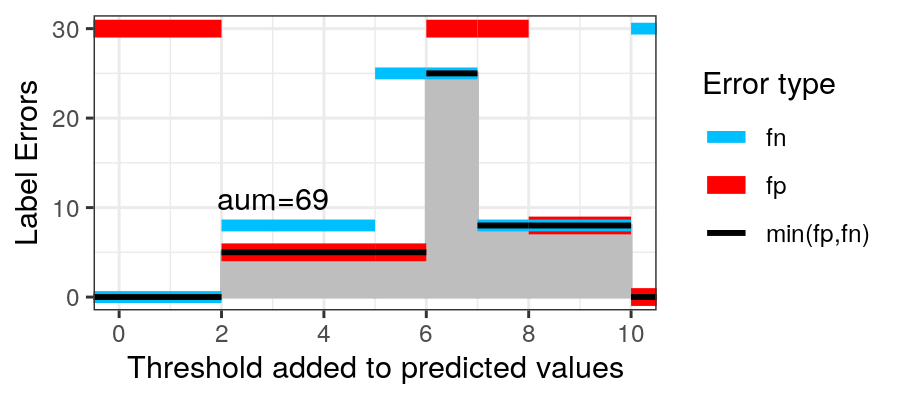 Label Errors
30
20
10
0
aum=69
0 2 4 6 8 10
Threshold added to predicted values
Error type
fn
fp
min(fp,fn)